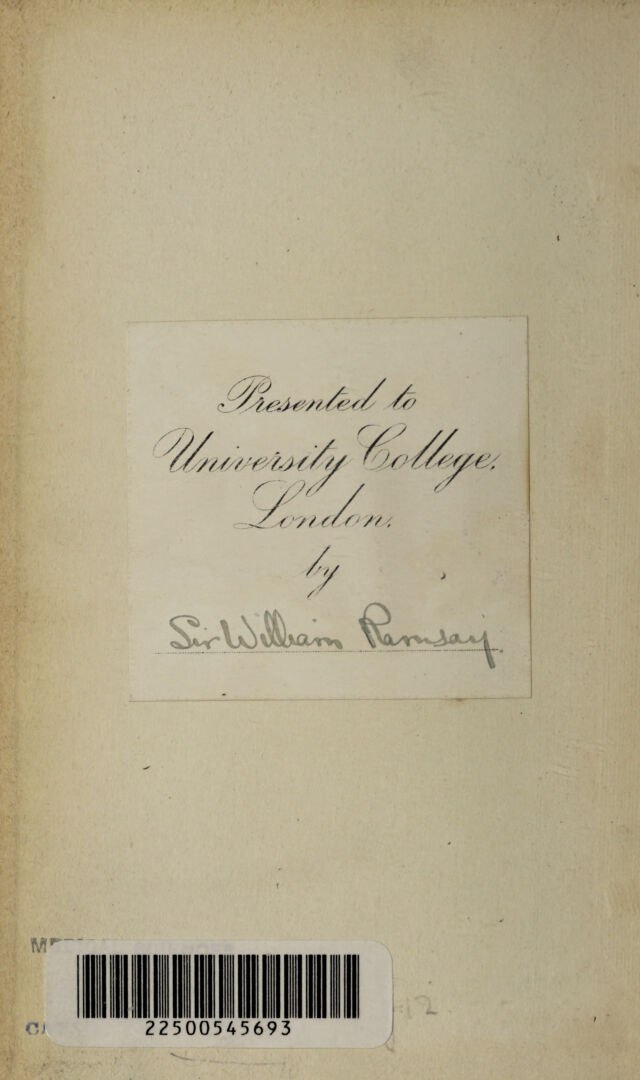 Presented to
University College,
London,
by
Sir William Ramsay
22500545693